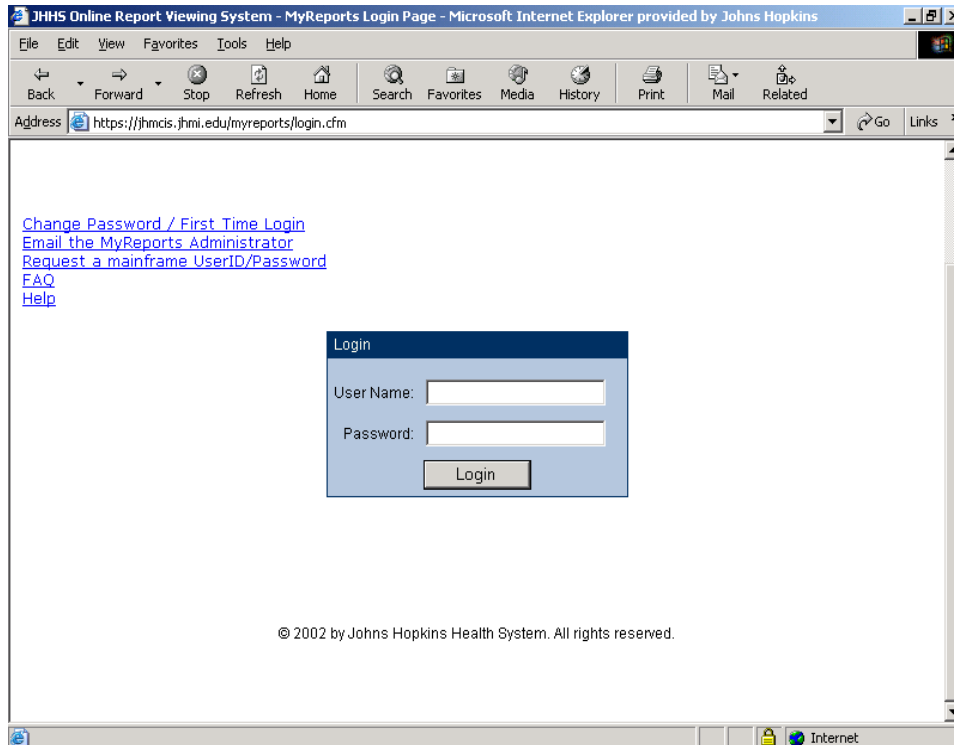 JHHS Online Report Viewing System - MyReports Login Page - Microsoft Internet Explorer provided by Johns Hopkins
File Edit View Favorites Tools Help
Back Forward Stop Refresh Home Search Favorites Media History Print Mail Related
Address https://jhmcis.jhmi.edu/myreports/login.cfm Go Links
Change Password / First Time Login
Email the MyReports Administrator
Request a mainframe UserID/Password
FAQ
Help
Login
User Name:
Password:
Login
© 2002 by Johns Hopkins Health System. All rights reserved.
Internet